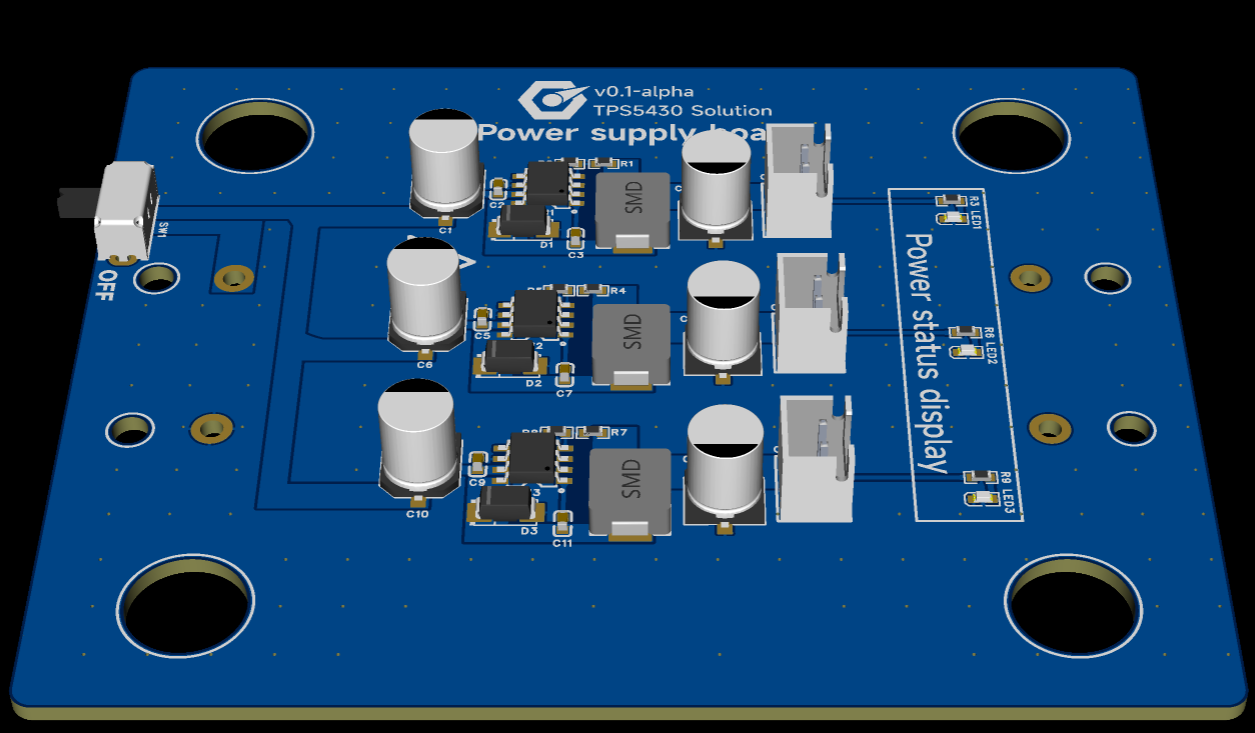 v0.1-alpha
TPS5430 Solution
Power supply boa
R1
C2
C1
D1
C3
SMD
SW1
OFF
R3
LED1
R4
C5
C6
D2
C7
SMD
R6
LED2
Power status display
R8
R7
C9
C10
D3
C11
SMD
R9
LED3